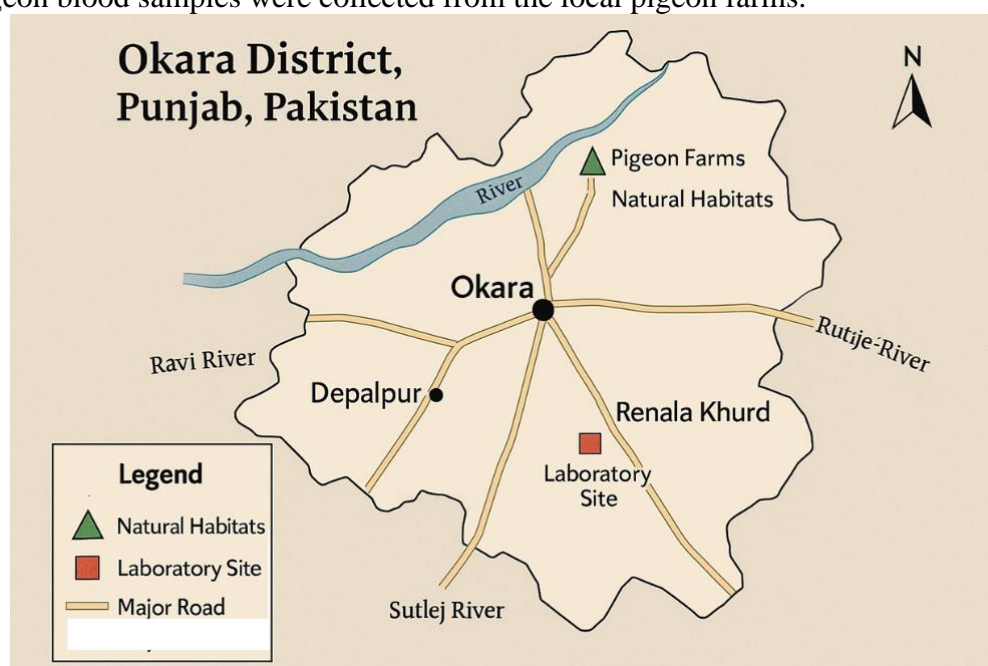 geon blood samples were collected from the local pigeon farms.
Okara District,
Punjab, Pakistan
N
Pigeon Farms
Natural Habitats
River
Okara
Rutije-River
Ravi River
Depalpur
Renala Khurd
Laboratory
Site
Legend
Natural Habitats
Laboratory Site
Major Road
Sutlej River